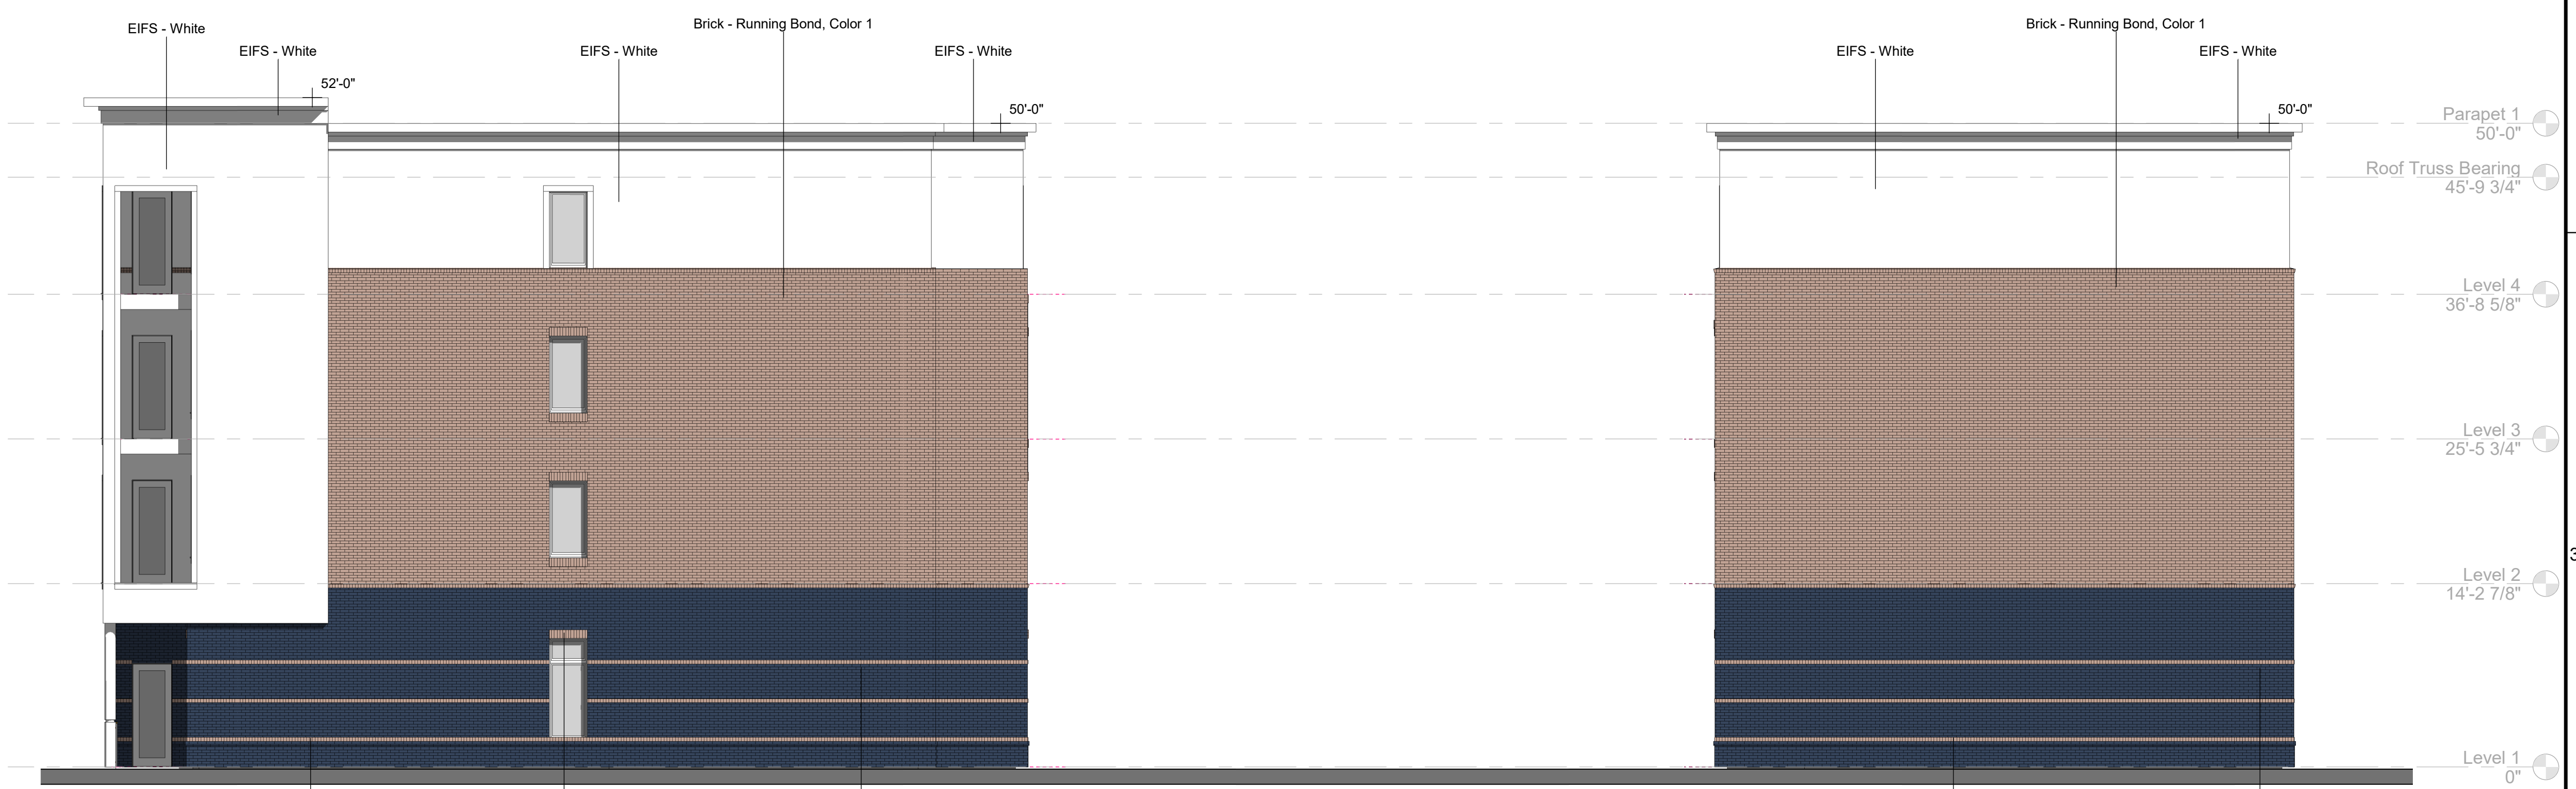 Brick - Running Bond, Color 1
Brick - Running Bond, Color 1
EIFS - White
EIFS - White
EIFS - White
EIFS - White
EIFS - White
EIFS - White
52'-0"
50'-0"
50'-0"
Parapet 1
50'-0"
Roof Truss Bearing
45'-9 3/4"
Level 4
36'-8 5/8"
Level 3
25'-5 3/4"
3
Level 2
14'-2 7/8"
Level 1
0"